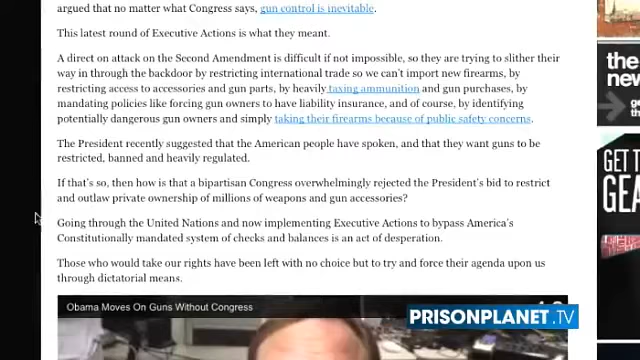 argued that no matter what Congress says, gun control is inevitable.
This latest round of Executive Actions is what they meant.
A direct on attack on the Second Amendment is difficult if not impossible, so they are trying to slither their
way in through the backdoor by restricting international trade so we can't import new firearms, by
restricting access to accessories and gun parts, by heavily taxing ammunition and gun purchases, by
mandating policies like forcing gun owners to have liability insurance, and of course, by identifying
potentially dangerous gun owners and simply taking their firearms because of public safety concerns.
The President recently suggested that the American people have spoken, and that they want guns to be
restricted, banned and heavily regulated.
If that's so, then how is that a bipartisan Congress overwhelmingly rejected the President's bid to restrict
and outlaw private ownership of millions of weapons and gun accessories?
Going through the United Nations and now implementing Executive Actions to bypass America's
Constitutionally mandated system of checks and balances is an act of desperation.
Those who would take our rights have been left with no choice but to try and force their agenda upon us
through dictatorial means.
Obama Moves On Guns Without Congress
PRISONPLANET.TV
the
GET
GEA